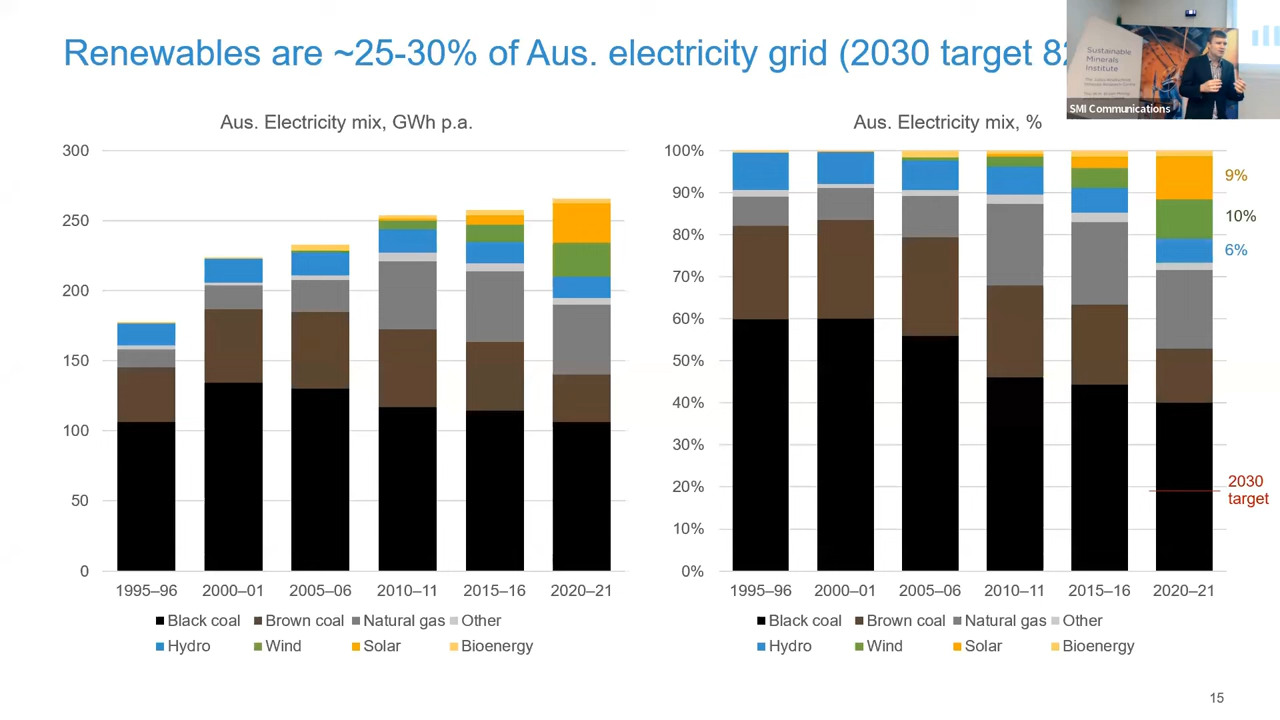 Renewables are ~25-30% of Aus. electricity grid (2030 target 82
Sustainable
Minerals
Institute
SMI Communications
Aus. Electricity mix, GWh p.a.
300
250
200
150
100
50
0
1995–96 2000–01 2005–06 2010–11 2015–16 2020–21
Black coal Brown coal Natural gas Other
Hydro Wind Solar Bioenergy
Aus. Electricity mix, %
100%
90%
80%
70%
60%
50%
40%
30%
20%
10%
0%
9%
10%
6%
2030
target
1995–96 2000–01 2005–06 2010–11 2015–16 2020–21
Black coal Brown coal Natural gas Other
Hydro Wind Solar Bioenergy
15